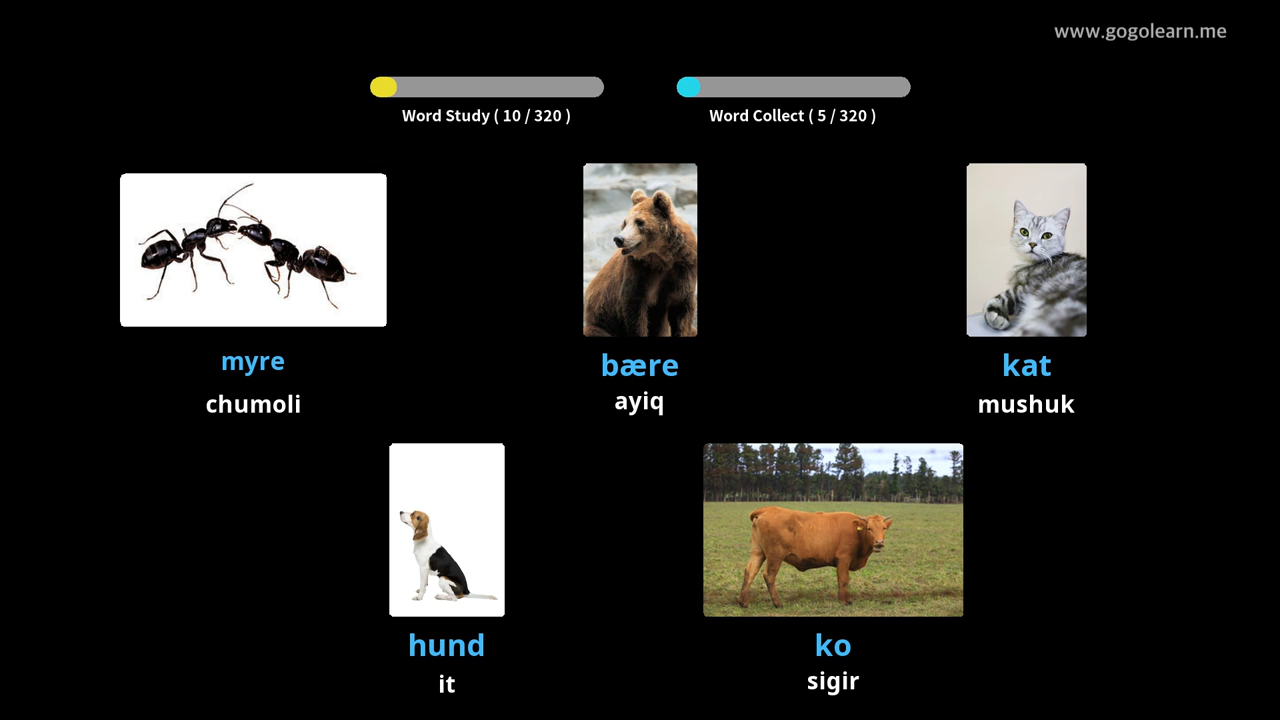 www.gogolearn.me
Word Study ( 10 / 320 )
Word Collect ( 5 / 320 )
myre
chumoli
bære
ayiq
kat
mushuk
hund
it
ko
sigir